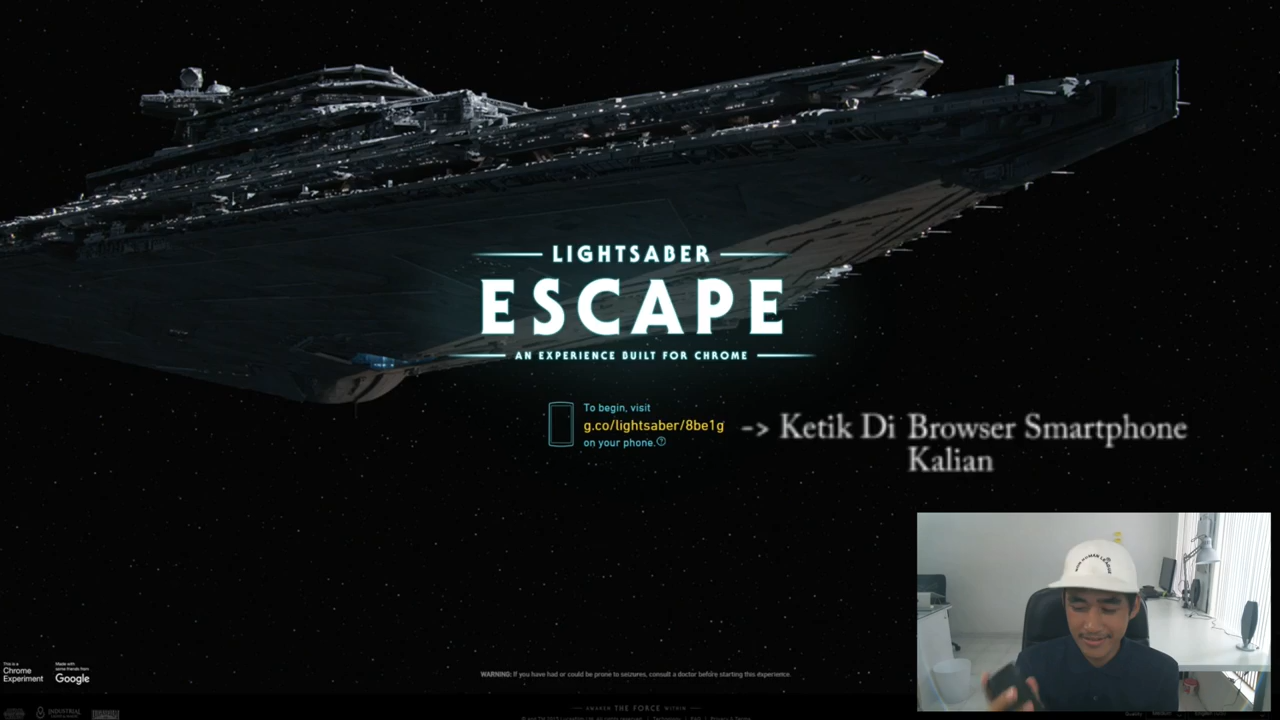 LIGHTSABER
ESCAPE
AN EXPERIENCE BUILT FOR CHROME
To begin, visit
g.co/lightsaber/8be1g
on your phone.
-> Ketik Di Browser Smartphone
Kalian
This is a
Chrome
Experiment
Made with
some friends from
Google
WARNING: If you have had or could be prone to seizures, consult a doctor before starting this experience.
AWAKEN THE FORCE WITHIN
INDUSTRIAL